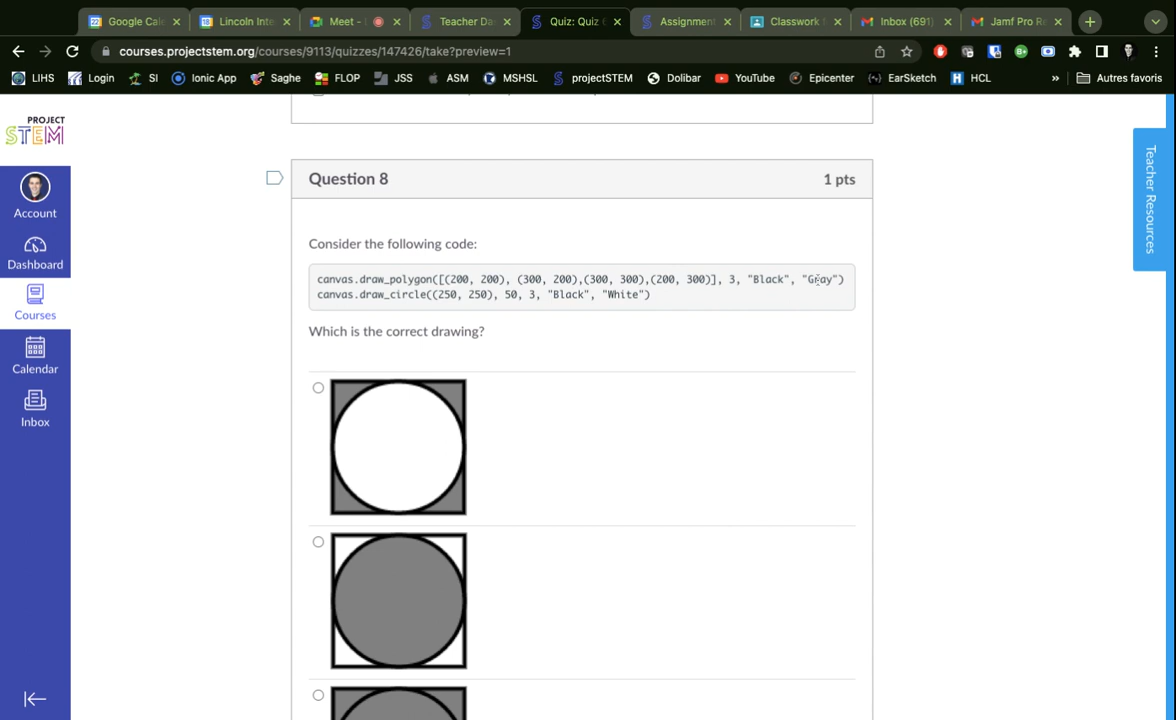 Google Cale
Lincoln Inte
Meet -
Teacher Da
Quiz: Quiz
Assignment
Classwork
Inbox (691)
Jamf Pro
courses.projectstem.org/courses/9113/quizzes/147426/take?preview=1
LIHS
Login
SI
Ionic App
Saghe
FLOP
JSS
ASM
MSHSL
projectSTEM
Dolibar
YouTube
Epicenter
EarSketch
HCL
»
Autres favoris
PROJECT
STEM
Account
Dashboard
Courses
Calendar
Inbox
Question 8 1 pts
Consider the following code:
canvas.draw_polygon([(200, 200), (300, 200),(300, 300),(200, 300)], 3, "Black", "Gray")
canvas.draw_circle((250, 250), 50, 3, "Black", "White")
Which is the correct drawing?
Teacher Resources